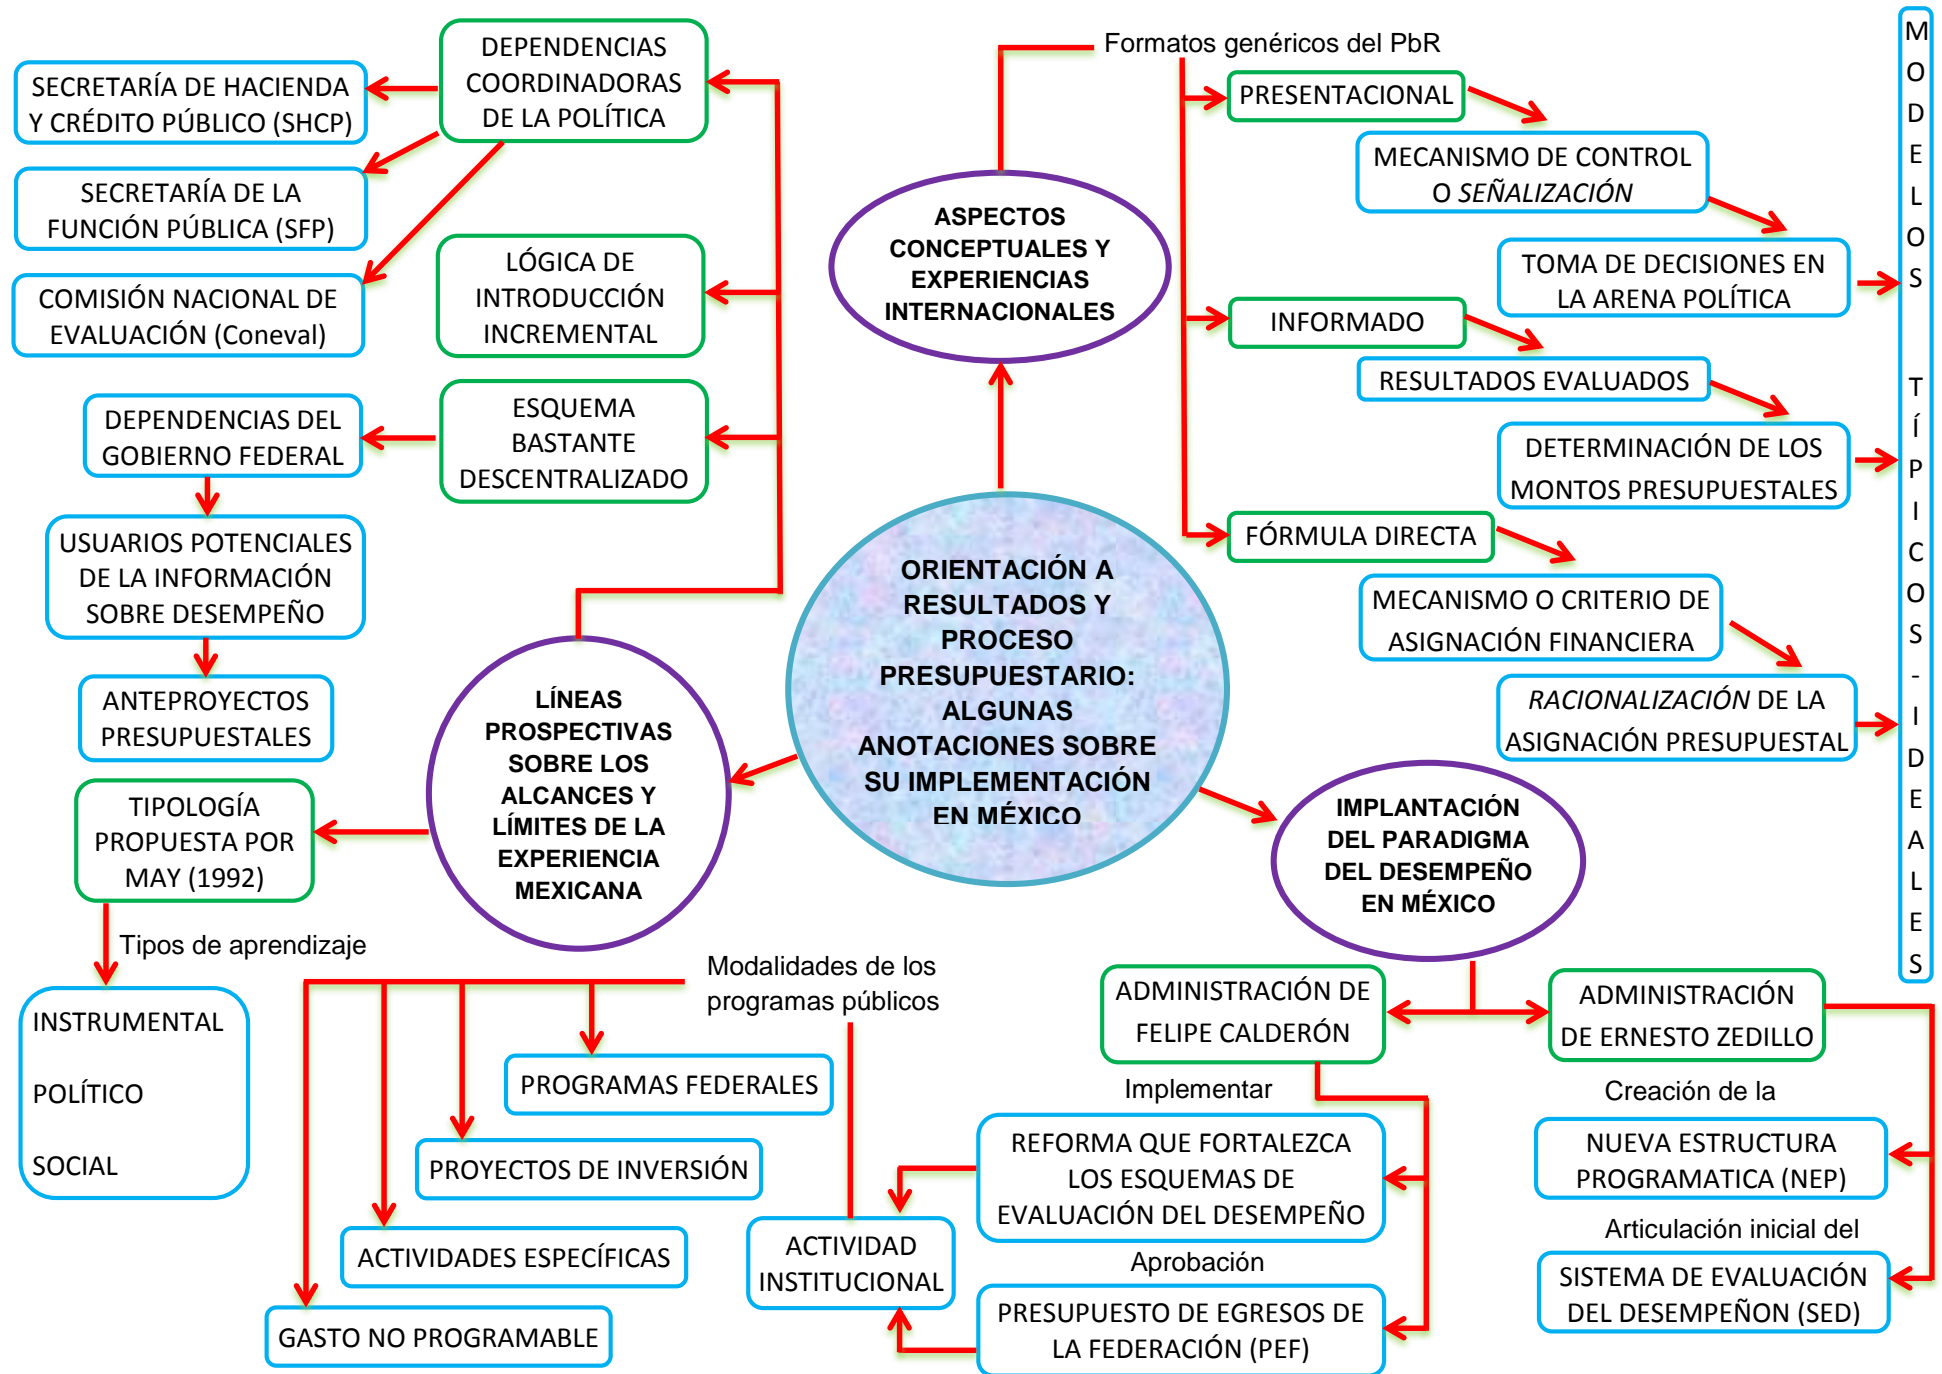 DEPENDENCIAS
COORDINADORAS
DE LA POLÍTICA
SECRETARÍA DE HACIENDA
Y CRÉDITO PÚBLICO (SHCP)
SECRETARÍA DE LA
FUNCIÓN PÚBLICA (SFP)
COMISIÓN NACIONAL DE
EVALUACIÓN (Coneval)
LÓGICA DE
INTRODUCCIÓN
INCREMENTAL
ESQUEMA
BASTANTE
DESCENTRALIZADO
DEPENDENCIAS DEL
GOBIERNO FEDERAL
USUARIOS POTENCIALES
DE LA INFORMACIÓN
SOBRE DESEMPEÑO
ANTEPROYECTOS
PRESUPUESTALES
TIPOLOGÍA
PROPUESTA POR
MAY (1992)
Tipos de aprendizaje
INSTRUMENTAL
POLÍTICO
SOCIAL
LÍNEAS
PROSPECTIVAS
SOBRE LOS
ALCANCES Y
LÍMITES DE LA
EXPERIENCIA
MEXICANA
ORIENTACIÓN A
RESULTADOS Y
PROCESO
PRESUPUESTARIO:
ALGUNAS
ANOTACIONES SOBRE
SU IMPLEMENTACIÓN
EN MÉXICO
ASPECTOS
CONCEPTUALES Y
EXPERIENCIAS
INTERNACIONALES
Formatos genéricos del PbR
PRESENTACIONAL
MECANISMO DE CONTROL
O SEÑALIZACIÓN
TOMA DE DECISIONES EN
LA ARENA POLÍTICA
INFORMADO
RESULTADOS EVALUADOS
DETERMINACIÓN DE LOS
MONTOS PRESUPUESTALES
FÓRMULA DIRECTA
MECANISMO O CRITERIO DE
ASIGNACIÓN FINANCIERA
RACIONALIZACIÓN DE LA
ASIGNACIÓN PRESUPUESTAL
MODELOS TÍPICOS-IDEALES
IMPLANTACIÓN
DEL PARADIGMA
DEL DESEMPEÑO
EN MÉXICO
ADMINISTRACIÓN DE
FELIPE CALDERÓN
ADMINISTRACIÓN
DE ERNESTO ZEDILLO
Creación de la
NUEVA ESTRUCTURA
PROGRAMATICA (NEP)
Articulación inicial del
SISTEMA DE EVALUACIÓN
DEL DESEMPEÑON (SED)
Implementar
REFORMA QUE FORTALEZCA
LOS ESQUEMAS DE
EVALUACIÓN DEL DESEMPEÑO
Aprobación
PRESUPUESTO DE EGRESOS DE
LA FEDERACIÓN (PEF)
ACTIVIDAD
INSTITUCIONAL
Modalidades de los
programas públicos
PROGRAMAS FEDERALES
PROYECTOS DE INVERSIÓN
ACTIVIDADES ESPECÍFICAS
GASTO NO PROGRAMABLE